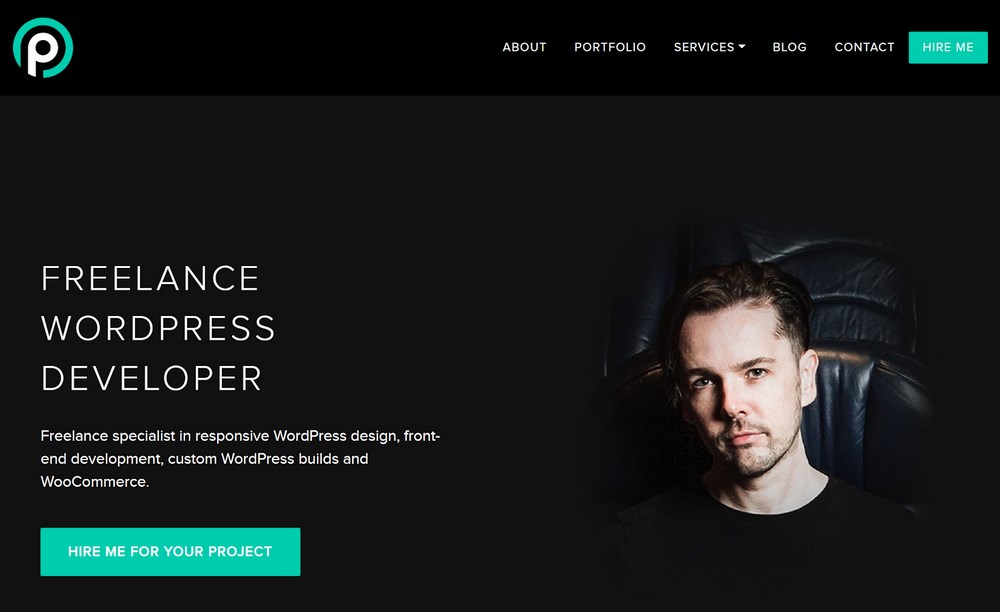 p
ABOUT PORTFOLIO SERVICES BLOG CONTACT HIRE ME
FREELANCE
WORDPRESS
DEVELOPER
Freelance specialist in responsive WordPress design, front-
end development, custom WordPress builds and
WooCommerce.
HIRE ME FOR YOUR PROJECT